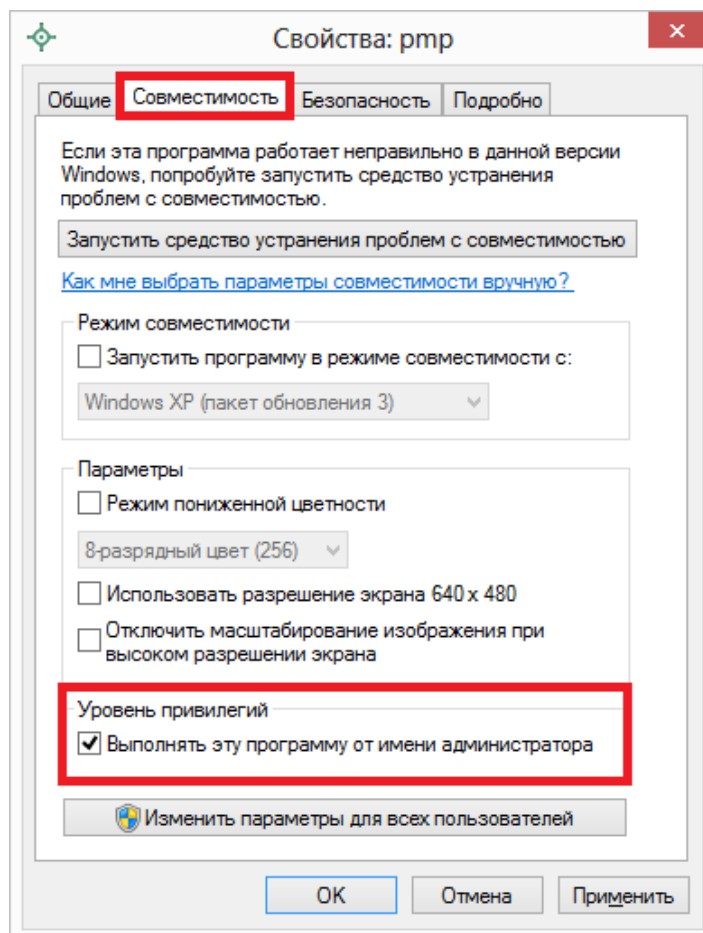 Свойства: pmp
Общие Совместимость Безопасность Подробно
Если эта программа работает неправильно в данной версии
Windows, попробуйте запустить средство устранения
проблем с совместимостью.
Запустить средство устранения проблем с совместимостью
Как мне выбрать параметры совместимости вручную?
Режим совместимости
Запустить программу в режиме совместимости с:
Windows XP (пакет обновления 3)
Параметры
Режим пониженной цветности
8-разрядный цвет (256)
Использовать разрешение экрана 640 x 480
Отключить масштабирование изображения при
высоком разрешении экрана
Уровень привилегий
Выполнять эту программу от имени администратора
Изменить параметры для всех пользователей
ОК Отмена Применить